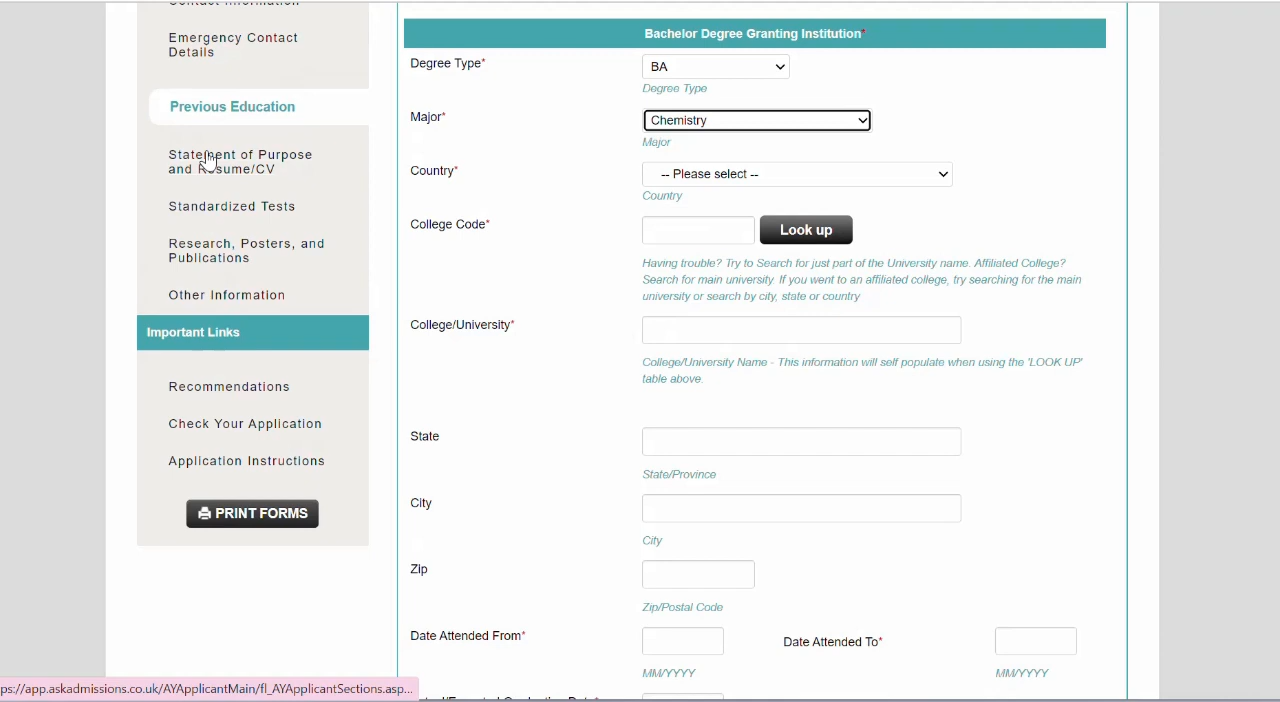 Contact Information
Emergency Contact
Details
Previous Education
Statement of Purpose
and Resume/CV
Standardized Tests
Research, Posters, and
Publications
Other Information
Important Links
Recommendations
Check Your Application
Application Instructions
PRINT FORMS
Bachelor Degree Granting Institution*
Degree Type*
BA
Degree Type
Major*
Chemistry
Major
Country*
-- Please select --
Country
College Code*
Look up
Having trouble? Try to Search for just part of the University name. Affiliated College?
Search for main university. If you went to an affiliated college, try searching for the main
university or search by city, state or country
College/University*
College/University Name - This information will self populate when using the 'LOOK UP'
table above.
State
State/Province
City
City
Zip
Zip/Postal Code
Date Attended From*
MM/YYYY
Date Attended To*
MM/YYYY
ps://app.askadmissions.co.uk/AYApplicantMain/fl_AYApplicantSections.asp...